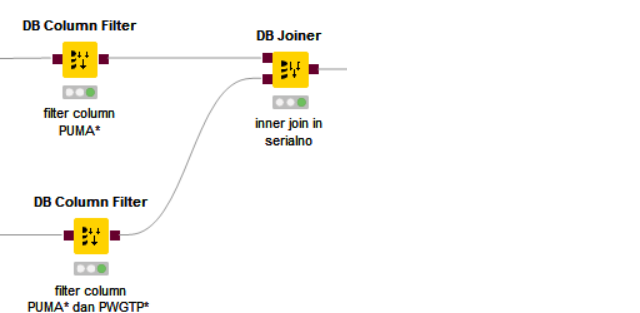 DB Column Filter
filter column
PUMA*
DB Joiner
inner join in
serialno
DB Column Filter
filter column
PUMA* dan PWGTP*